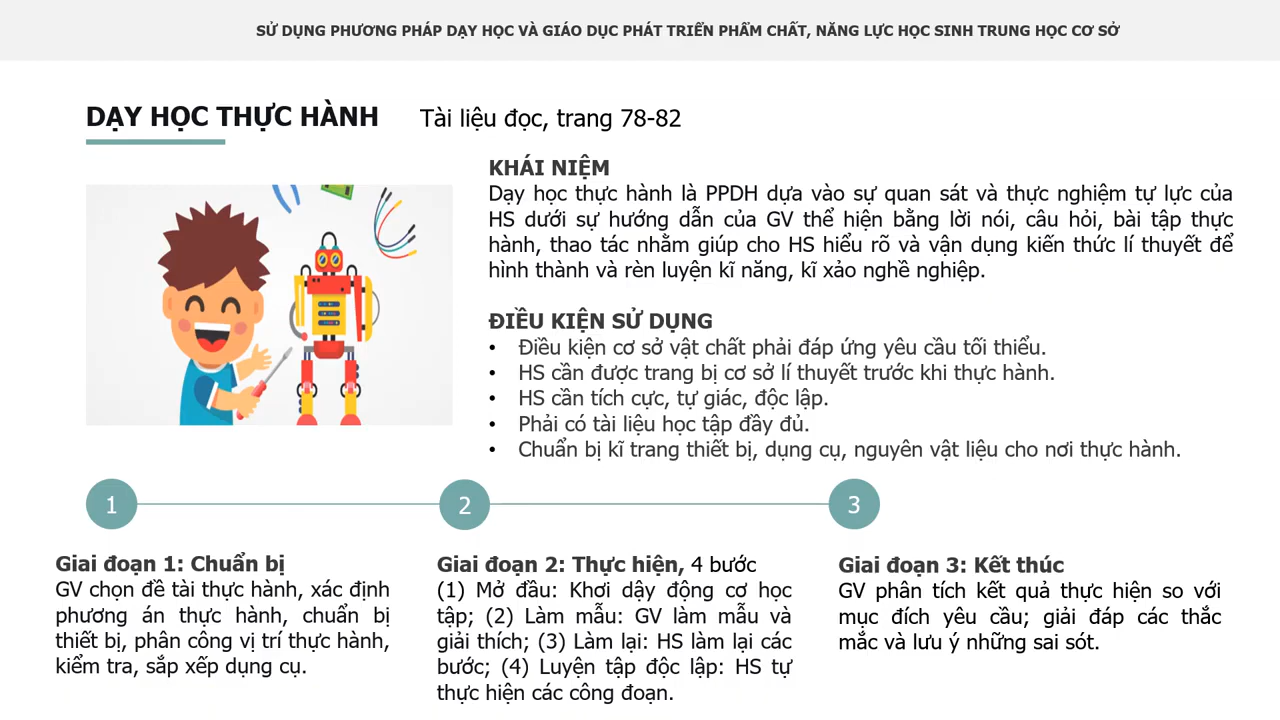 SỬ DỤNG PHƯƠNG PHÁP DẠY HỌC VÀ GIÁO DỤC PHÁT TRIỂN PHẨM CHẤT, NĂNG LỰC HỌC SINH TRUNG HỌC CƠ SỞ
DẠY HỌC THỰC HÀNH
Tài liệu đọc, trang 78-82
KHÁI NIỆM
Dạy học thực hành là PPDH dựa vào sự quan sát và thực nghiệm tự lực của
HS dưới sự hướng dẫn của GV thể hiện bằng lời nói, câu hỏi, bài tập thực
hành, thao tác nhằm giúp cho HS hiểu rõ và vận dụng kiến thức lí thuyết để
hình thành và rèn luyện kĩ năng, kĩ xảo nghề nghiệp.
ĐIỀU KIỆN SỬ DỤNG
• Điều kiện cơ sở vật chất phải đáp ứng yêu cầu tối thiểu.
• HS cần được trang bị cơ sở lí thuyết trước khi thực hành.
• HS cần tích cực, tự giác, độc lập.
• Phải có tài liệu học tập đầy đủ.
• Chuẩn bị kĩ trang thiết bị, dụng cụ, nguyên vật liệu cho nơi thực hành.
1
2
3
Giai đoạn 1: Chuẩn bị
GV chọn đề tài thực hành, xác định
phương án thực hành, chuẩn bị
thiết bị, phân công vị trí thực hành,
kiểm tra, sắp xếp dụng cụ.
Giai đoạn 2: Thực hiện, 4 bước
(1) Mở đầu: Khơi dậy động cơ học
tập; (2) Làm mẫu: GV làm mẫu và
giải thích; (3) Làm lại: HS làm lại các
bước; (4) Luyện tập độc lập: HS tự
thực hiện các công đoạn.
Giai đoạn 3: Kết thúc
GV phân tích kết quả thực hiện so với
mục đích yêu cầu; giải đáp các thắc
mắc và lưu ý những sai sót.